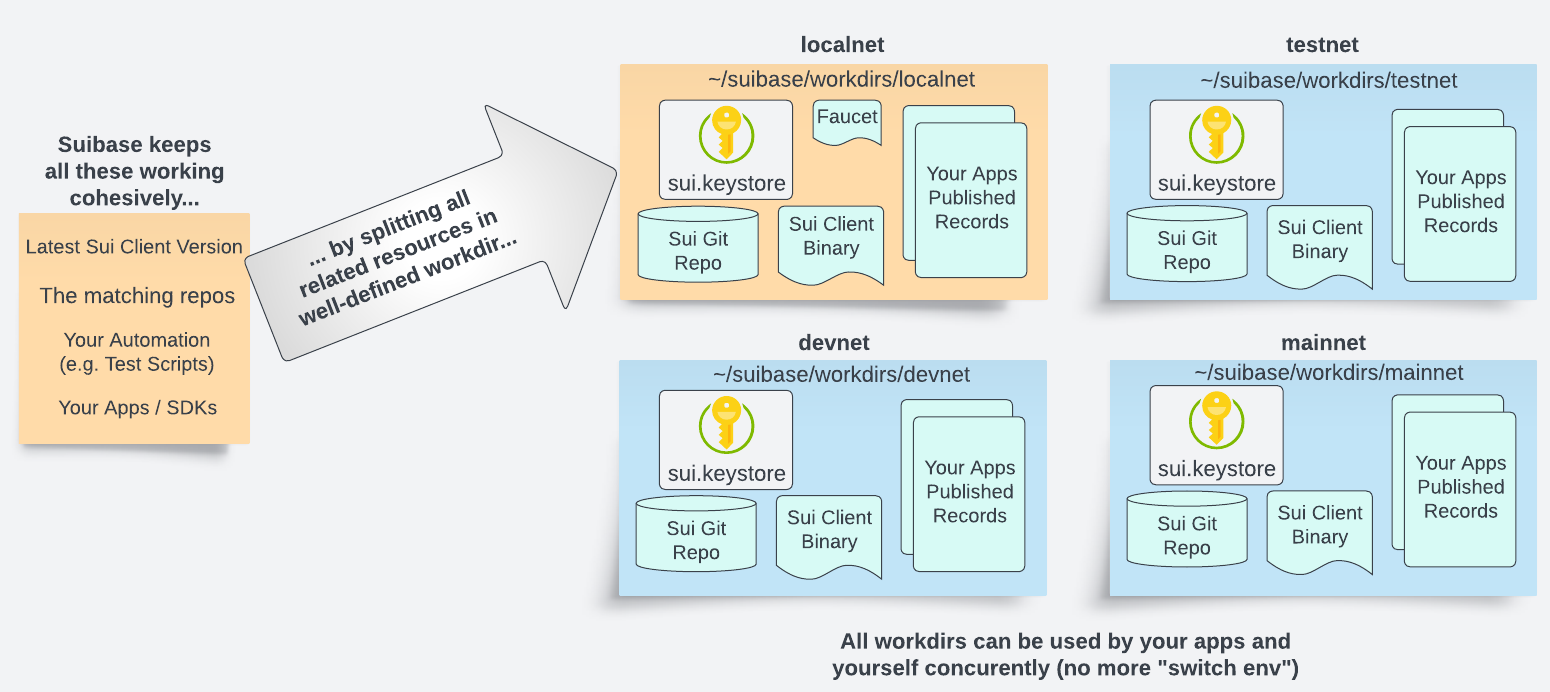 Suibase keeps
all these working
cohesively...
Latest Sui Client Version
The matching repos
Your Automation
(e.g. Test Scripts)
Your Apps / SDKs
... by splitting all
related resources in
well-defined workdir...
localnet
~/suibase/workdirs/localnet
sui.keystore
Faucet
Your Apps
Published
Records
Sui Git
Repo
Sui Client
Binary
testnet
~/suibase/workdirs/testnet
sui.keystore
Your Apps
Published
Records
Sui Git
Repo
Sui Client
Binary
devnet
~/suibase/workdirs/devnet
sui.keystore
Your Apps
Published
Records
Sui Git
Repo
Sui Client
Binary
mainnet
~/suibase/workdirs/mainnet
sui.keystore
Your Apps
Published
Records
Sui Git
Repo
Sui Client
Binary
All workdirs can be used by your apps and
yourself concurently (no more "switch env")